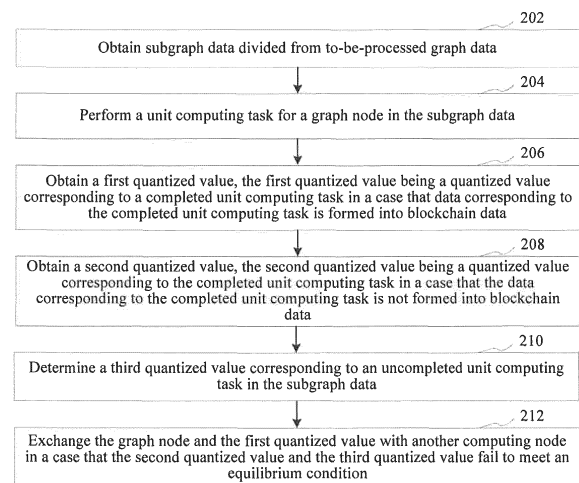 202
Obtain subgraph data divided from to-be-processed graph data
204
Perform a unit computing task for a graph node in the subgraph data
206
Obtain a first quantized value, the first quantized value being a quantized value
corresponding to a completed unit computing task in a case that data corresponding to
the completed unit computing task is formed into blockchain data
208
Obtain a second quantized value, the second quantized value being a quantized value
corresponding to the completed unit computing task in a case that the data
corresponding to the completed unit computing task is not formed into blockchain
data
210
Determine a third quantized value corresponding to an uncompleted unit computing
task in the subgraph data
212
Exchange the graph node and the first quantized value with another computing node
in a case that the second quantized value and the third quantized value fail to meet an
equilibrium condition